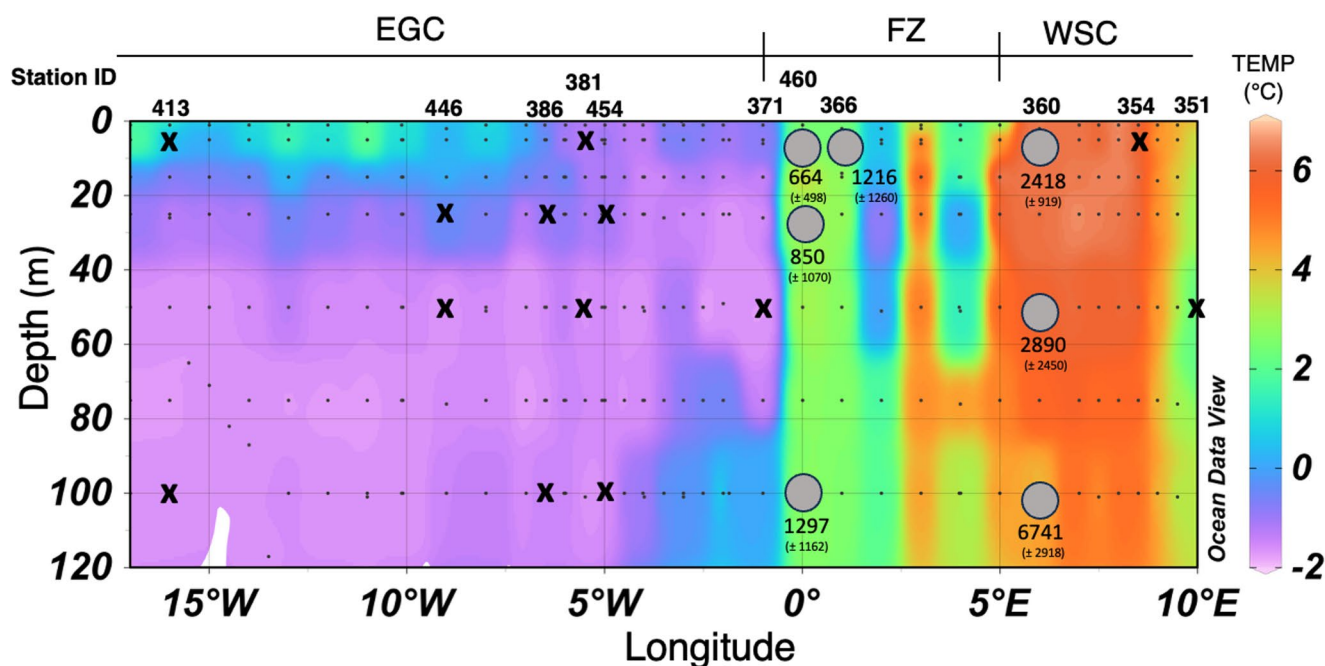 EGC FZ WSC
Station ID
381 460
413 446 386 454 371 366 360 354 351
TEMP
(°C)
0
20
40
60
80
100
120
Depth (m)
X X X
X X X
X X X X
X X X
664
(± 498)
1216
(± 1260)
2418
(± 919)
850
(± 1070)
2890
(± 2450)
1297
(± 1162)
6741
(± 2918)
Ocean Data View
6
4
2
0
-2
15°W 10°W 5°W 0° 5°E 10°E
Longitude